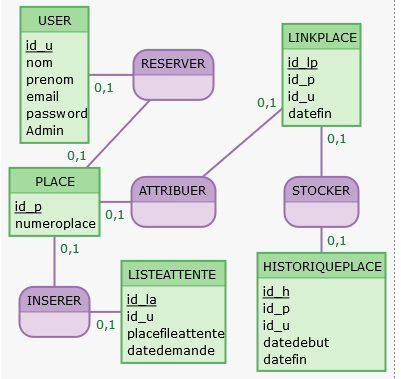 USER
id_u
nom
prenom
email
password
Admin
RESERVER
0,1
0,1
LINKPLACE
id_lp
id_p
id_u
datefin
0,1
0,1
PLACE
id_p
numeroplace
0,1
ATTRIBUER
STOCKER
0,1
0,1
INSERER
0,1
LISTEATTENTE
id_la
id_u
placefileattente
datedemande
HISTORIQUEPLACE
id_h
id_p
id_u
datedebut
datefin